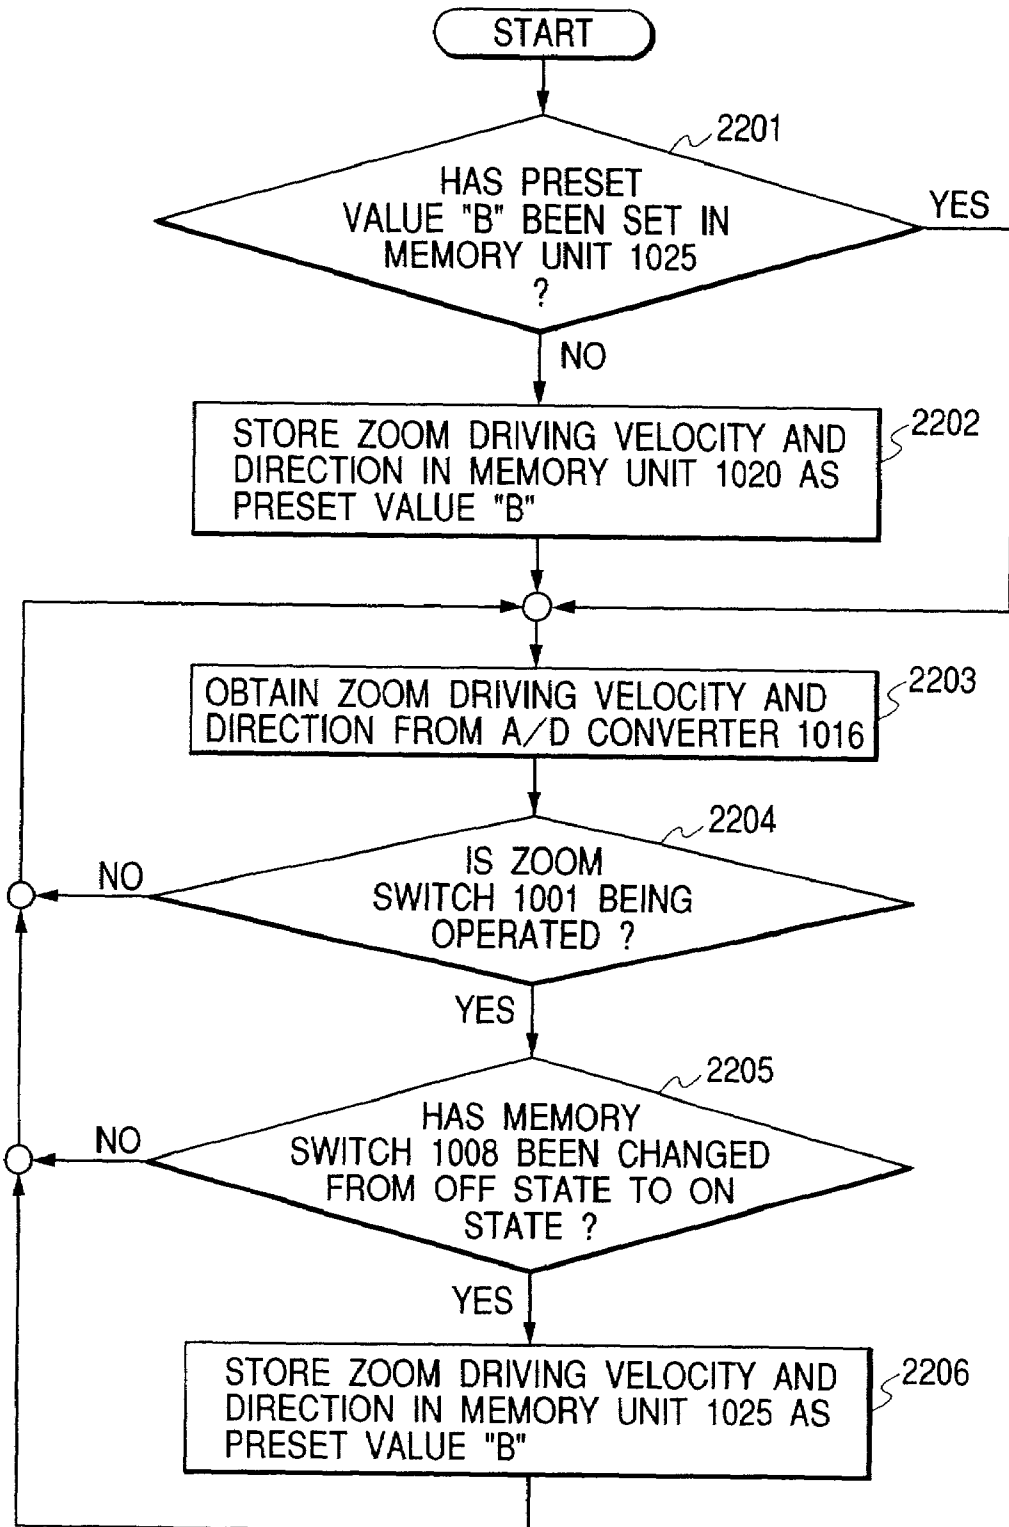 START
2201
HAS PRESET
VALUE "B" BEEN SET IN
MEMORY UNIT 1025
?
YES
NO
2202
STORE ZOOM DRIVING VELOCITY AND
DIRECTION IN MEMORY UNIT 1020 AS
PRESET VALUE "B"
2203
OBTAIN ZOOM DRIVING VELOCITY AND
DIRECTION FROM A/D CONVERTER 1016
2204
IS ZOOM
SWITCH 1001 BEING
OPERATED ?
NO
YES
2205
HAS MEMORY
SWITCH 1008 BEEN CHANGED
FROM OFF STATE TO ON
STATE ?
NO
YES
2206
STORE ZOOM DRIVING VELOCITY AND
DIRECTION IN MEMORY UNIT 1025 AS
PRESET VALUE "B"